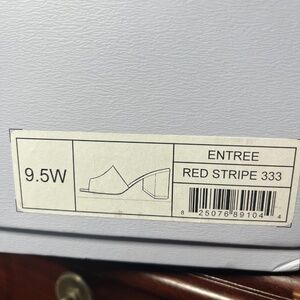 9.5W
ENTREE
RED STRIPE 333
8 25076 89104 4